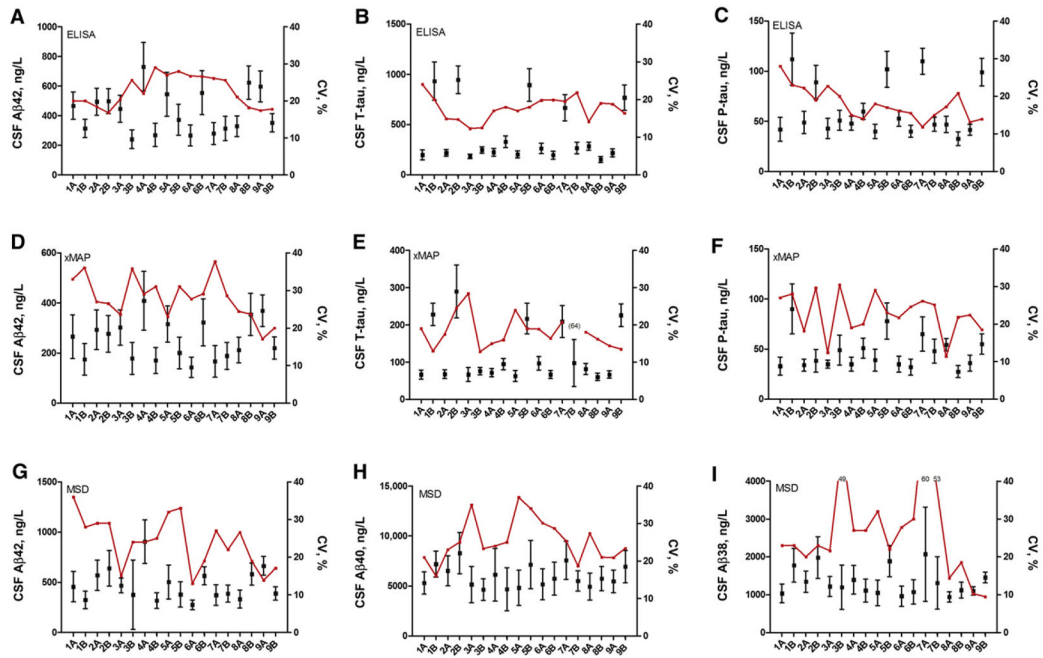 A
ELISA
CSF Aβ42, ng/L
1000
800
600
400
200
0
40
30
20
10
0
CV, %
1A 1B 2A 2B 3A 3B 4A 4B 5A 5B 6A 6B 7A 7B 8A 8B 9A 9B
B
ELISA
CSF T-tau, ng/L
1500
1000
500
0
40
30
20
10
0
CV, %
1A 1B 2A 2B 3A 3B 4A 4B 5A 5B 6A 6B 7A 7B 8A 8B 9A 9B
C
ELISA
CSF P-tau, ng/L
150
100
50
0
40
30
20
10
0
CV, %
1A 1B 2A 2B 3A 3B 4A 4B 5A 5B 6A 6B 7A 7B 8A 8B 9A 9B
D
xMAP
CSF Aβ42, ng/L
600
400
200
0
40
30
20
10
0
CV, %
1A 1B 2A 2B 3A 3B 4A 4B 5A 5B 6A 6B 7A 7B 8A 8B 9A 9B
E
xMAP
CSF T-tau, ng/L
400
300
200
100
0
(64)
40
30
20
10
0
CV, %
1A 1B 2A 2B 3A 3B 4A 4B 5A 5B 6A 6B 7A 7B 8A 8B 9A 9B
F
xMAP
CSF P-tau, ng/L
150
100
50
0
40
30
20
10
0
CV, %
1A 1B 2A 2B 3A 3B 4A 4B 5A 5B 6A 6B 7A 7B 8A 8B 9A 9B
G
MSD
CSF Aβ42, ng/L
1500
1000
500
0
40
30
20
10
0
CV, %
1A 1B 2A 2B 3A 3B 4A 4B 5A 5B 6A 6B 7A 7B 8A 8B 9A 9B
H
MSD
CSF Aβ40, ng/L
15,000
10,000
5000
0
40
30
20
10
0
CV, %
1A 1B 2A 2B 3A 3B 4A 4B 5A 5B 6A 6B 7A 7B 8A 8B 9A 9B
I
MSD
CSF Aβ38, ng/L
4000
3000
2000
1000
0
49
60 53
40
30
20
10
0
CV, %
1A 1B 2A 2B 3A 3B 4A 4B 5A 5B 6A 6B 7A 7B 8A 8B 9A 9B